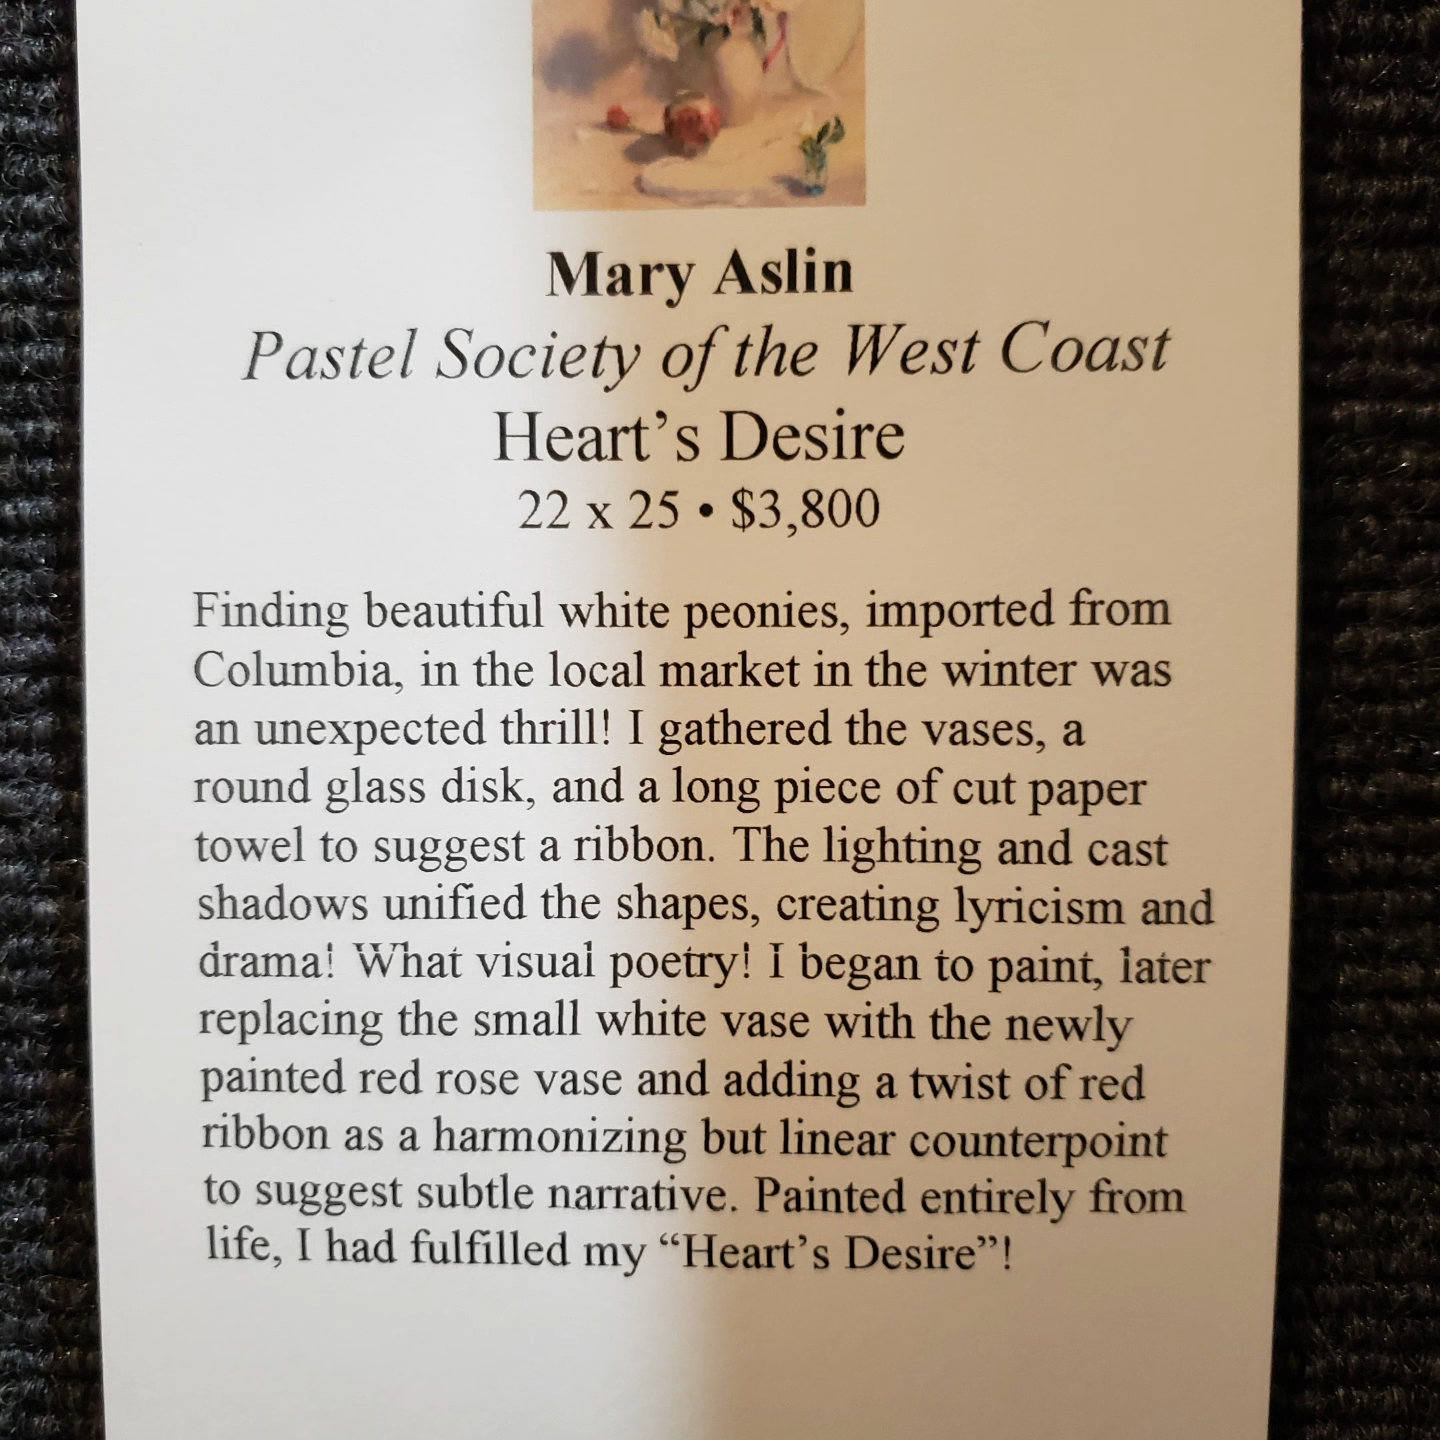 Mary Aslin
Pastel Society of the West Coast
Heart’s Desire
22 x 25 • $3,800
Finding beautiful white peonies, imported from
Columbia, in the local market in the winter was
an unexpected thrill! I gathered the vases, a
round glass disk, and a long piece of cut paper
towel to suggest a ribbon. The lighting and cast
shadows unified the shapes, creating lyricism and
drama! What visual poetry! I began to paint, later
replacing the small white vase with the newly
painted red rose vase and adding a twist of red
ribbon as a harmonizing but linear counterpoint
to suggest subtle narrative. Painted entirely from
life, I had fulfilled my “Heart’s Desire”!